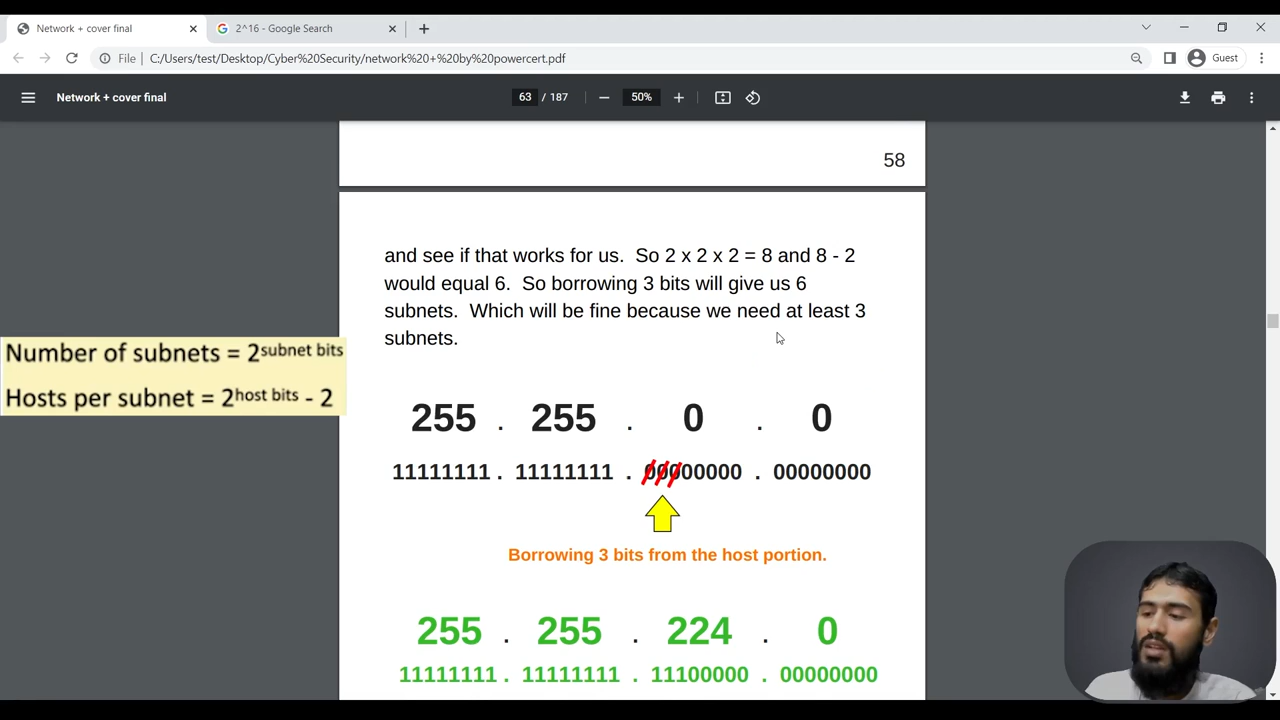 Network + cover final
2^16 - Google Search
File
C:/Users/test/Desktop/Cyber%20Security/network%20+%20by%20powercert.pdf
Guest
Network + cover final
63 / 187
50%
58
and see if that works for us. So 2 x 2 x 2 = 8 and 8 - 2
would equal 6. So borrowing 3 bits will give us 6
subnets. Which will be fine because we need at least 3
subnets.
Number of subnets = 2^subnet bits
Hosts per subnet = 2^host bits - 2
255 . 255 . 0 . 0
11111111 . 11111111 . 00000000 . 00000000
Borrowing 3 bits from the host portion.
255 . 255 . 224 . 0
11111111 . 11111111 . 11100000 . 00000000